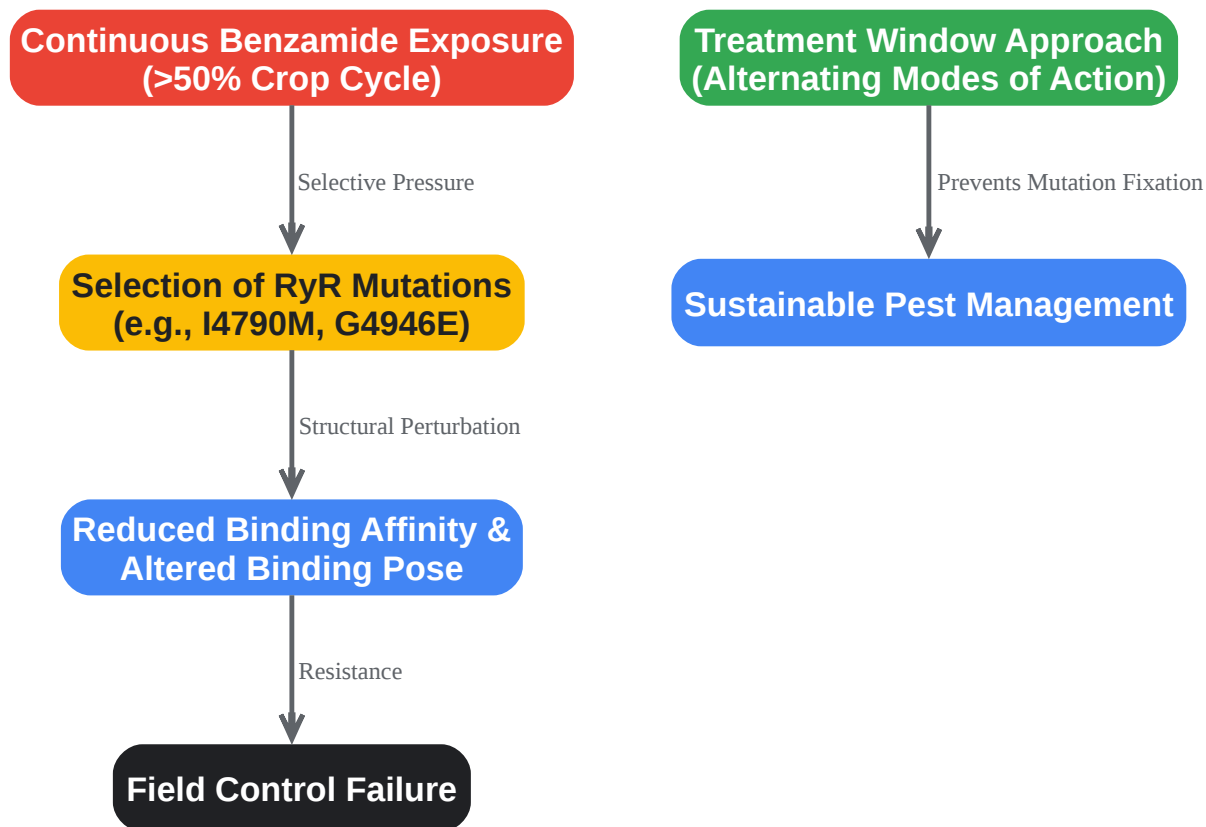 Continuous Benzamide Exposure
(>50% Crop Cycle)
Selective Pressure
Selection of RyR Mutations
(e.g., I4790M, G4946E)
Structural Perturbation
Reduced Binding Affinity &
Altered Binding Pose
Resistance
Field Control Failure
Treatment Window Approach
(Alternating Modes of Action)
Prevents Mutation Fixation
Sustainable Pest Management